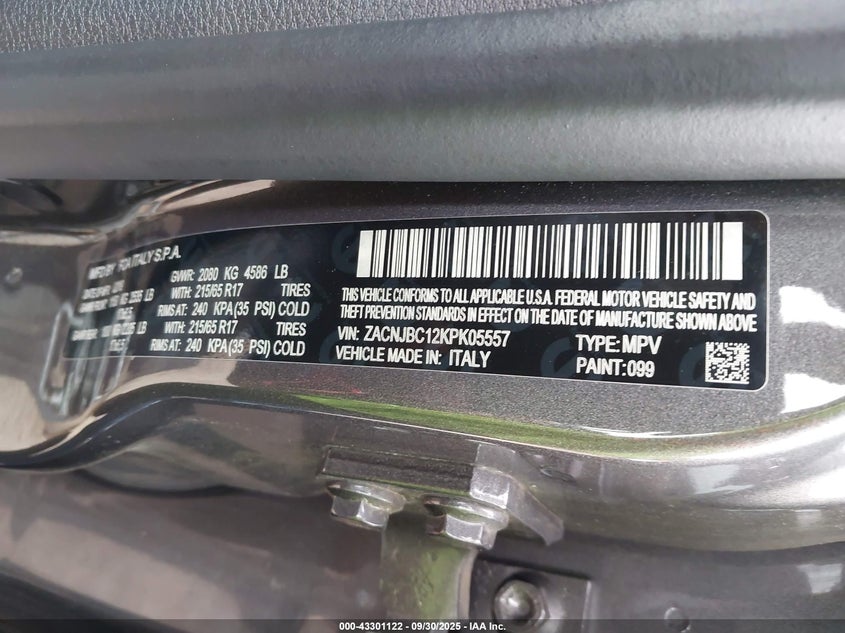 MFD BY FCA ITALY S.P.A.
GVWR: 2080 KG 4586 LB
WITH: 215/65 R17 TIRES
RIMS AT: 240 KPA(35 PSI) COLD
WITH: 215/65 R17 TIRES
RIMS AT: 240 KPA(35 PSI) COLD
THIS VEHICLE CONFORMS TO ALL APPLICABLE U.S.A. FEDERAL MOTOR VEHICLE SAFETY AND
THEFT PREVENTION STANDARDS IN EFFECT ON THE DATE OF MANUFACTURE SHOWN ABOVE
VIN: ZACNJBC12KPK05557 TYPE: MPV
VEHICLE MADE IN: ITALY PAINT:099
000-43301122 - 09/30/2025 - IAA Inc.